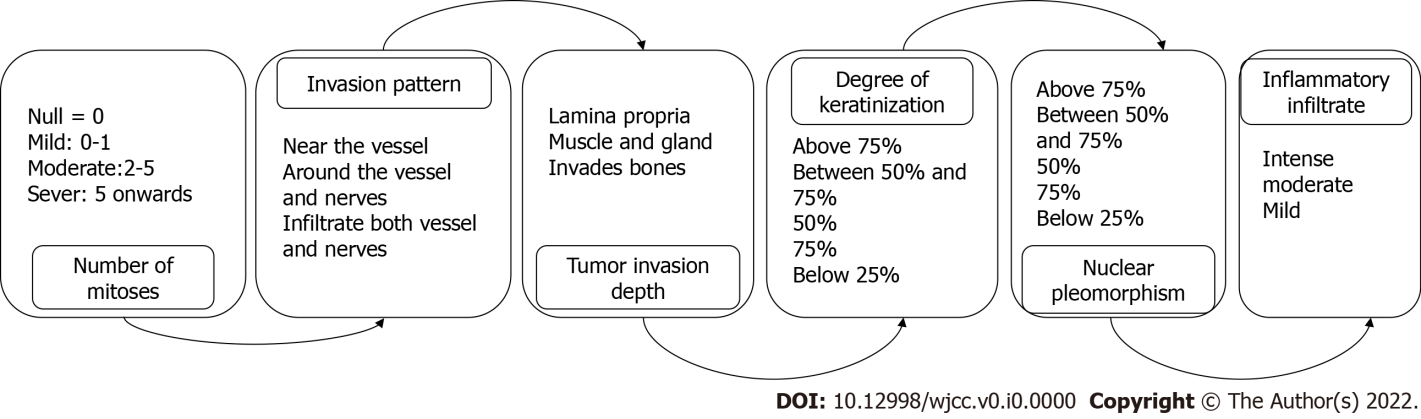 Null = 0
Mild: 0-1
Moderate:2-5
Sever: 5 onwards
Number of
mitoses
Invasion pattern
Near the vessel
Around the vessel
and nerves
Infiltrate both vessel
and nerves
Lamina propria
Muscle and gland
Invades bones
Tumor invasion
depth
Degree of
keratinization
Above 75%
Between 50% and
75%
50%
75%
Below 25%
Above 75%
Between 50%
and 75%
50%
75%
Below 25%
Nuclear
pleomorphism
Inflammatory
infiltrate
Intense
moderate
Mild
DOI: 10.12998/wjcc.v0.i0.0000 Copyright © The Author(s) 2022.